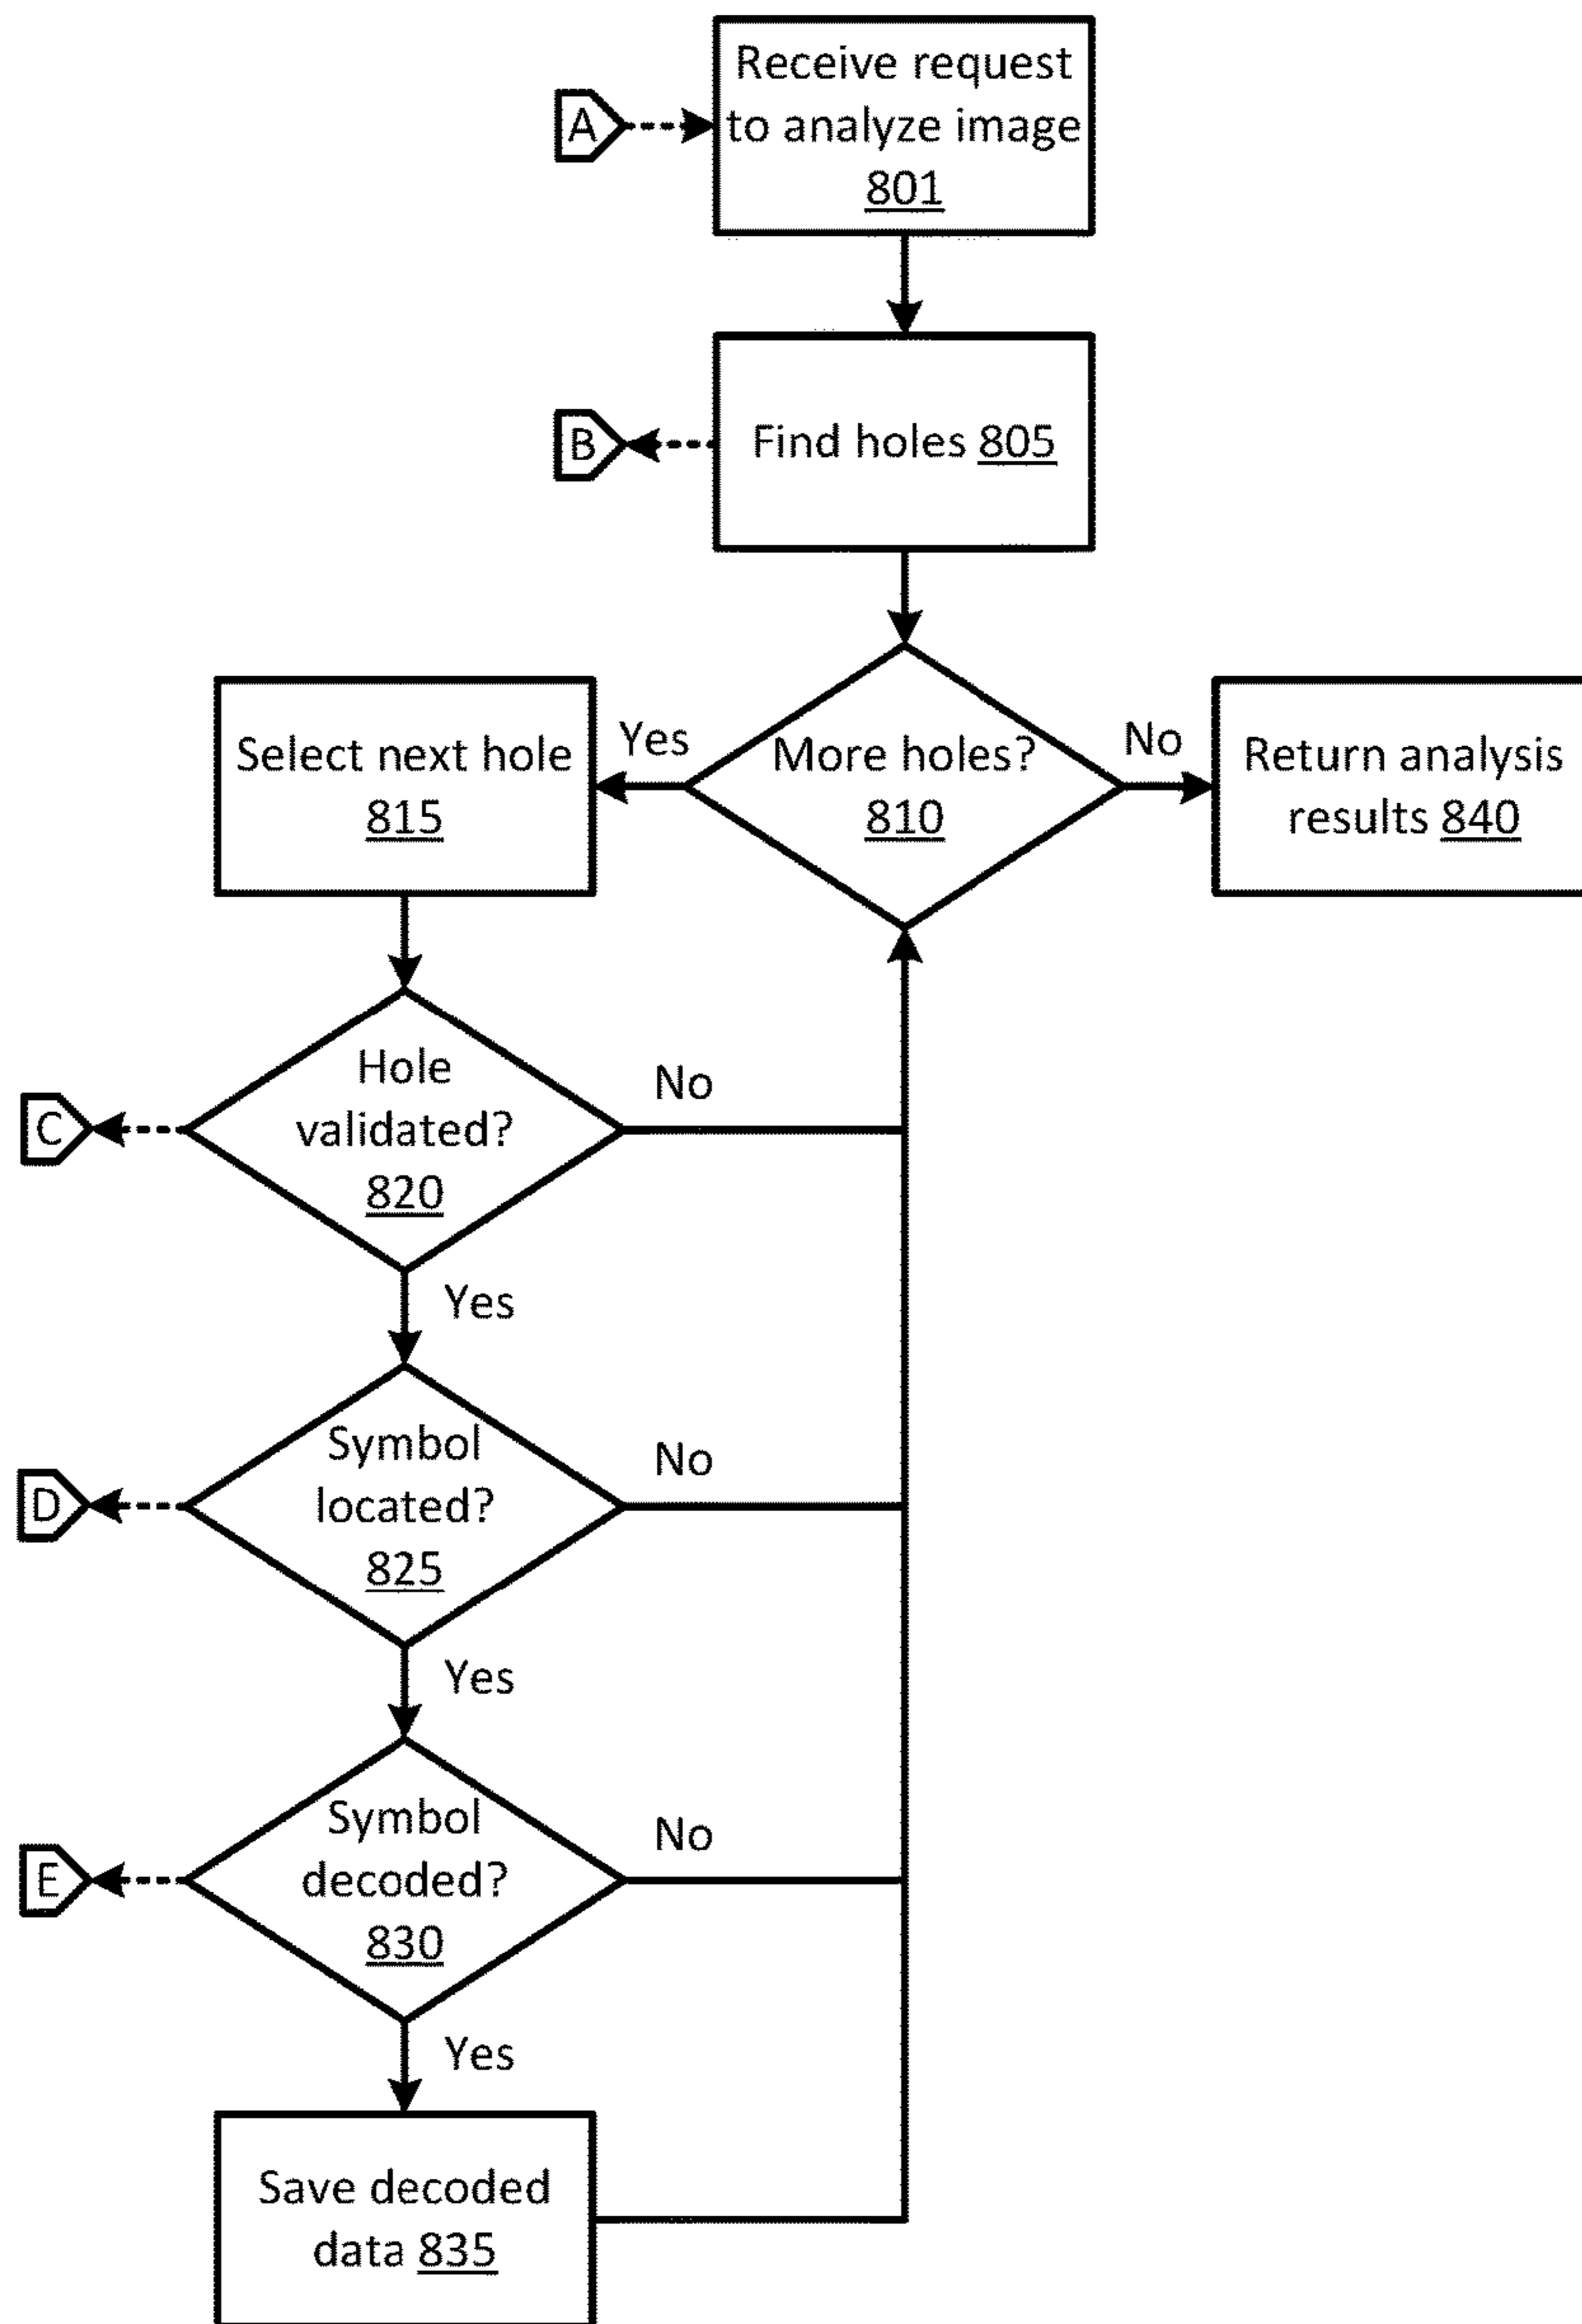 Receive request
A
to analyze image
801
B
Find holes 805
Select next hole
815
Yes
More holes?
810
No
Return analysis
results 840
Hole
validated?
820
No
C
Yes
Symbol
located?
825
No
D
Yes
Symbol
decoded?
830
No
E
Yes
Save decoded
data 835